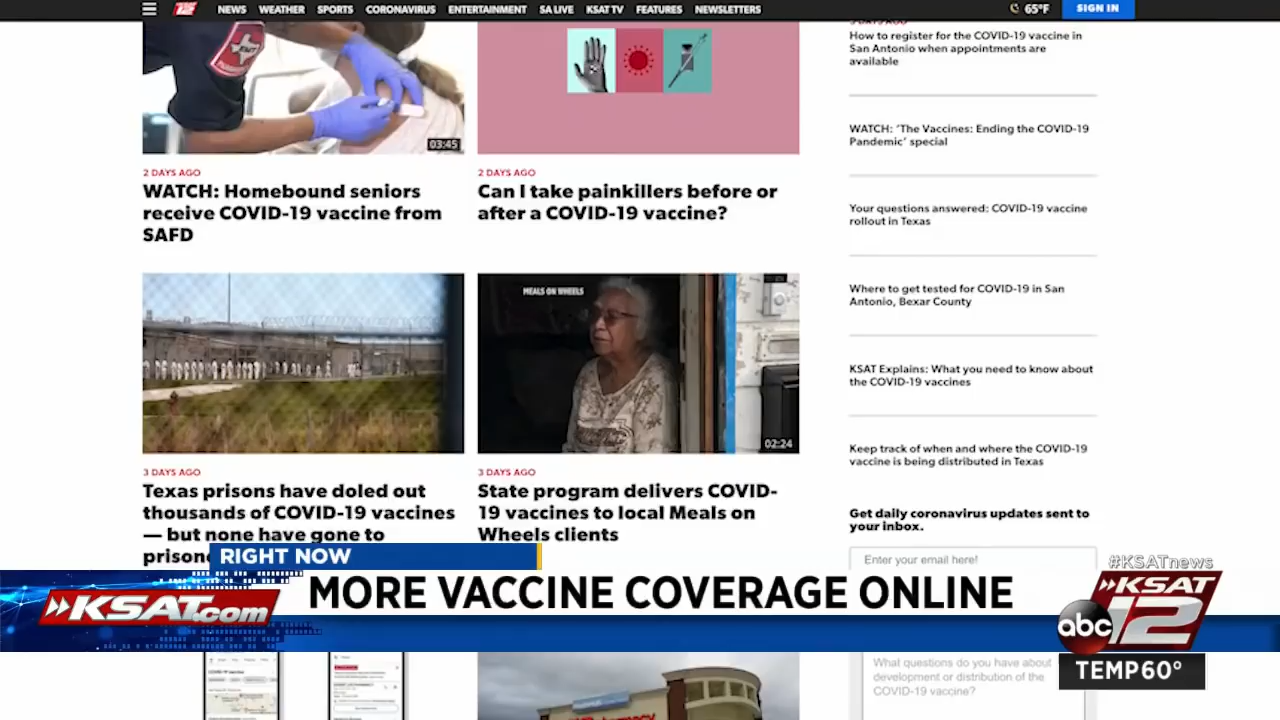 12
NEWS WEATHER SPORTS CORONAVIRUS ENTERTAINMENT SA LIVE KSAT TV FEATURES NEWSLETTERS
65°F
SIGN IN
03:45
2 DAYS AGO
WATCH: Homebound seniors
receive COVID-19 vaccine from
SAFD
2 DAYS AGO
Can I take painkillers before or
after a COVID-19 vaccine?
3 DAYS AGO
Texas prisons have doled out
thousands of COVID-19 vaccines
— but none have gone to
MEALS ON WHEELS
02:24
3 DAYS AGO
State program delivers COVID-
19 vaccines to local Meals on
Wheels clients
DAYS AGO
How to register for the COVID-19 vaccine in
San Antonio when appointments are
available
WATCH: ‘The Vaccines: Ending the COVID-19
Pandemic’ special
Your questions answered: COVID-19 vaccine
rollout in Texas
Where to get tested for COVID-19 in San
Antonio, Bexar County
KSAT Explains: What you need to know about
the COVID-19 vaccines
Keep track of when and where the COVID-19
vaccine is being distributed in Texas
Get daily coronavirus updates sent to
your inbox.
Enter your email here!
#KSATnews
RIGHT NOW
MORE VACCINE COVERAGE ONLINE
KSAT.com
KSAT
abc 12
TEMP 60°
What questions do you have about
development or distribution of the
COVID-19 vaccine?